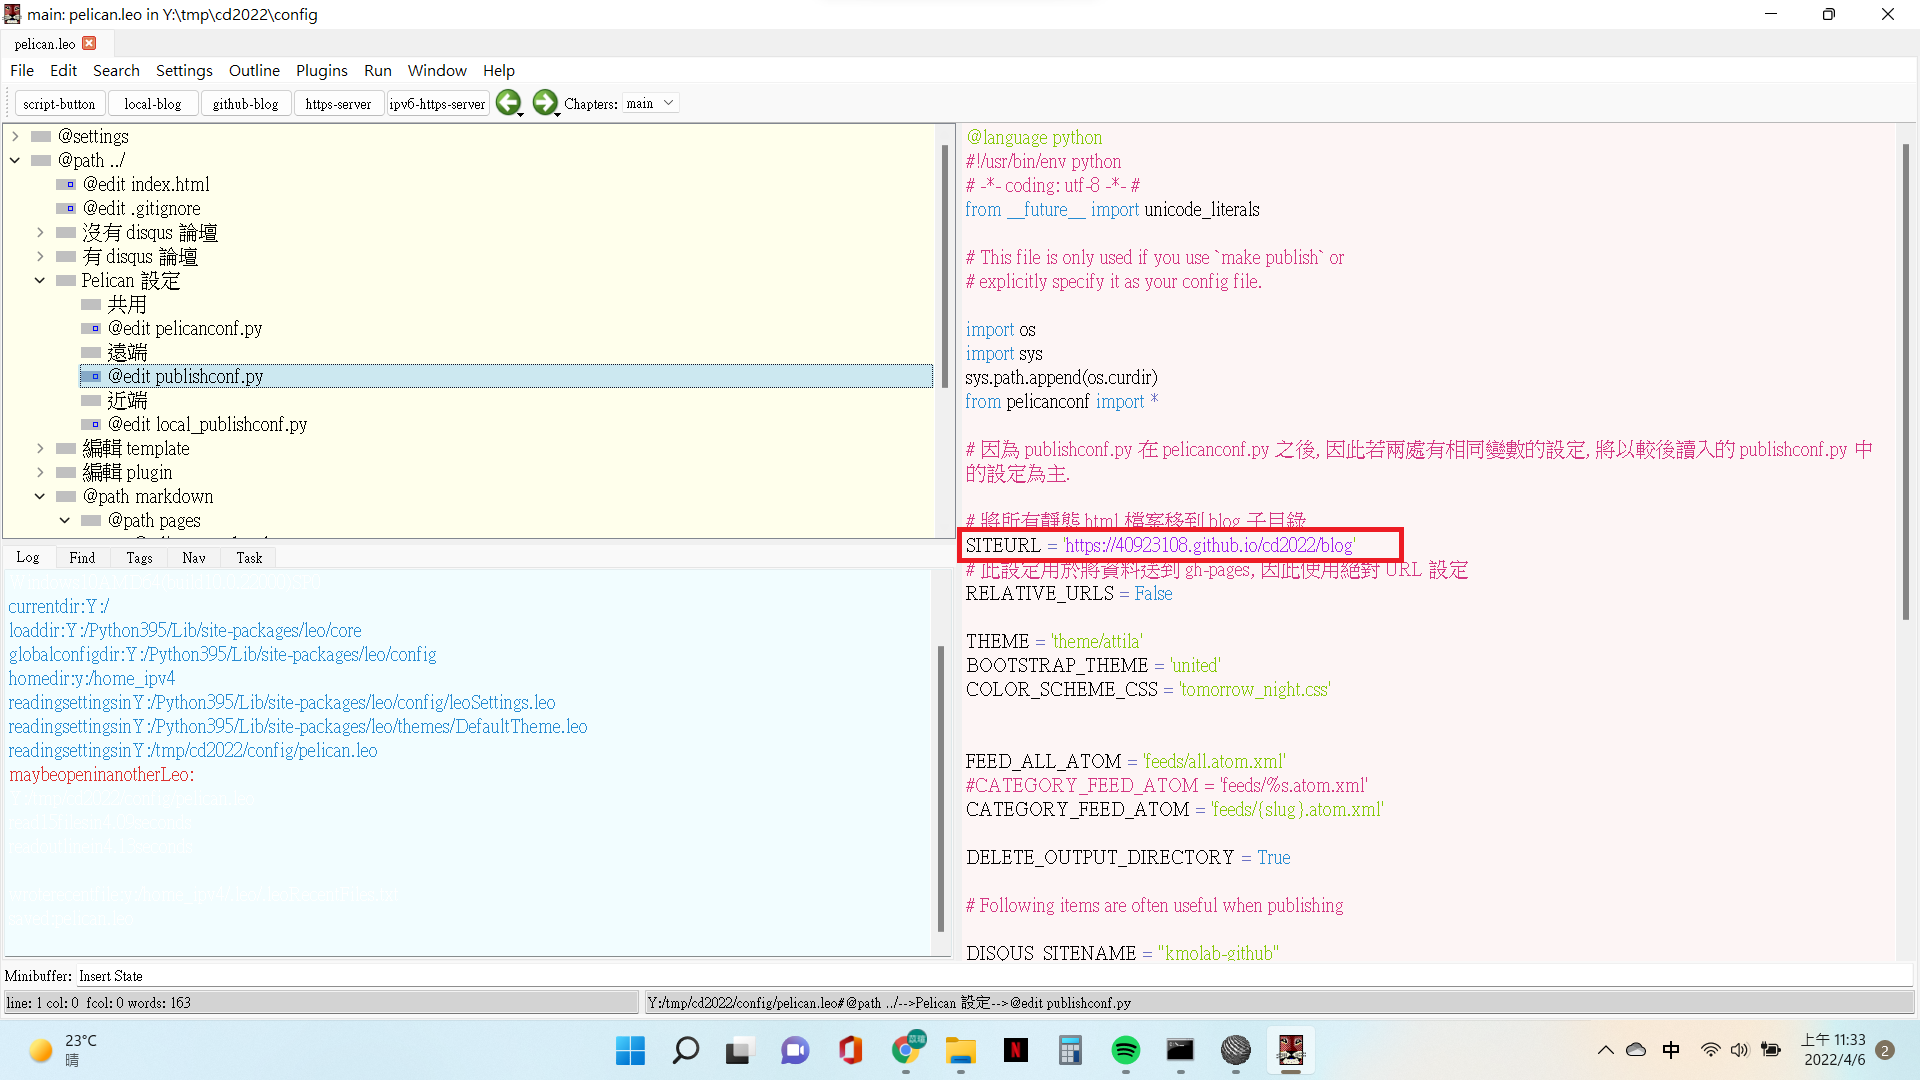 main: pelican.leo in Y:\tmp\cd2022\config
pelican.leo
File Edit Search Settings Outline Plugins Run Window Help
script-button local-blog github-blog https-server ipv6-https-server Chapters: main
@settings
@path ../
@edit index.html
@edit .gitignore
沒有 disqus 論壇
有 disqus 論壇
Pelican 設定
共用
@edit pelicanconf.py
遠端
@edit publishconf.py
近端
@edit local_publishconf.py
編輯 template
編輯 plugin
@path markdown
@path pages
Log Find Tags Nav Task
currentdir:Y:/
loaddir:Y:/Python395/Lib/site-packages/leo/core
globalconfigdir:Y:/Python395/Lib/site-packages/leo/config
homedir:y:/home_ipv4
readingsettingsinY:/Python395/Lib/site-packages/leo/config/leoSettings.leo
readingsettingsinY:/Python395/Lib/site-packages/leo/themes/DefaultTheme.leo
readingsettingsinY:/tmp/cd2022/config/pelican.leo
maybeopeninanotherLeo:
@language python
#!/usr/bin/env python
# -*- coding: utf-8 -*- #
from __future__ import unicode_literals
# This file is only used if you use `make publish` or
# explicitly specify it as your config file.
import os
import sys
sys.path.append(os.curdir)
from pelicanconf import *
# 因為 publishconf.py 在 pelicanconf.py 之後, 因此若兩處有相同變數的設定, 將以較後讀入的 publishconf.py 中
的設定為主.
# 將所有靜態 html 檔案移到 blog 子目錄
SITEURL = 'https://40923108.github.io/cd2022/blog'
# 此設定用於將資料送到 gh-pages, 因此使用絕對 URL 設定
RELATIVE_URLS = False
THEME = 'theme/attila'
BOOTSTRAP_THEME = 'united'
COLOR_SCHEME_CSS = 'tomorrow_night.css'
FEED_ALL_ATOM = 'feeds/all.atom.xml'
#CATEGORY_FEED_ATOM = 'feeds/%s.atom.xml'
CATEGORY_FEED_ATOM = 'feeds/{slug}.atom.xml'
DELETE_OUTPUT_DIRECTORY = True
# Following items are often useful when publishing
DISQUS_SITENAME = "kmolab-github"
Minibuffer: Insert State
line: 1 col: 0 fcol: 0 words: 163
Y:/tmp/cd2022/config/pelican.leo#@path ../-->Pelican 設定-->@edit publishconf.py
23°C
晴
中
上午 11:33
2022/4/6
2